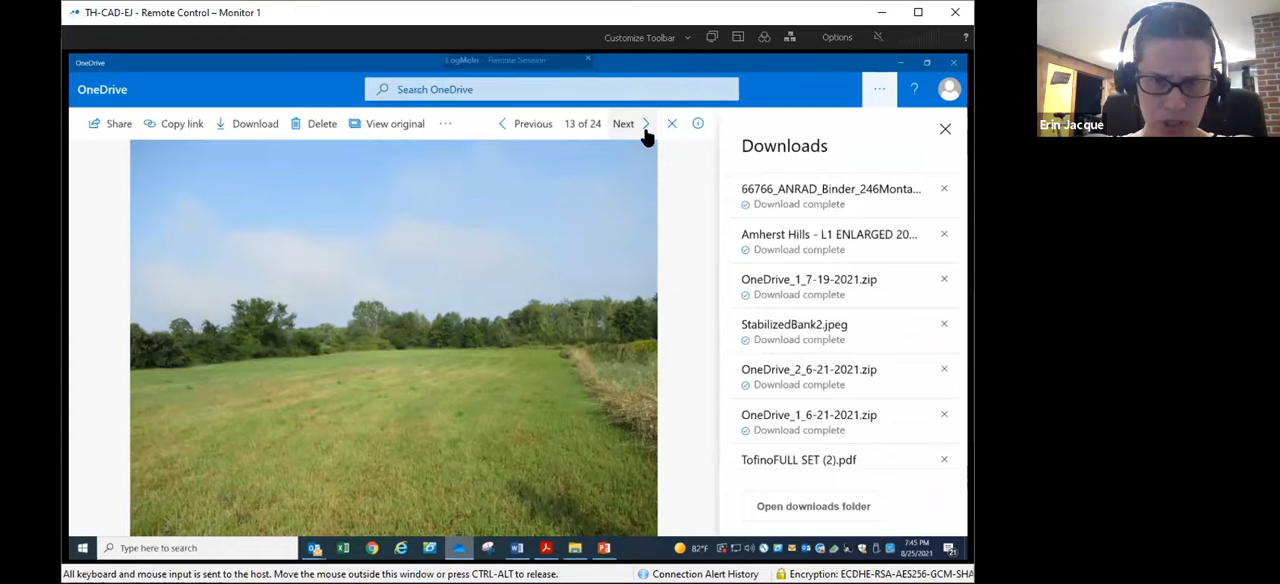 TH-CAD-EJ - Remote Control – Monitor 1
Customize Toolbar
Options
?
OneDrive
LogMeIn - Remote Session
OneDrive
Search OneDrive
?
Share
Copy link
Download
Delete
View original
Previous
13 of 24
Next
Erin Jacque
Downloads
66766_ANRAD_Binder_246Monta...
Download complete
Amherst Hills - L1 ENLARGED 20...
Download complete
OneDrive_1_7-19-2021.zip
Download complete
StabilizedBank2.jpeg
Download complete
OneDrive_2_6-21-2021.zip
Download complete
OneDrive_1_6-21-2021.zip
Download complete
TofinoFULL SET (2).pdf
Open downloads folder
Type here to search
82°F
7:45 PM
8/25/2021
All keyboard and mouse input is sent to the host. Move the mouse outside this window or press CTRL-ALT to release.
Connection Alert History
Encryption: ECDHE-RSA-AES256-GCM-SHA